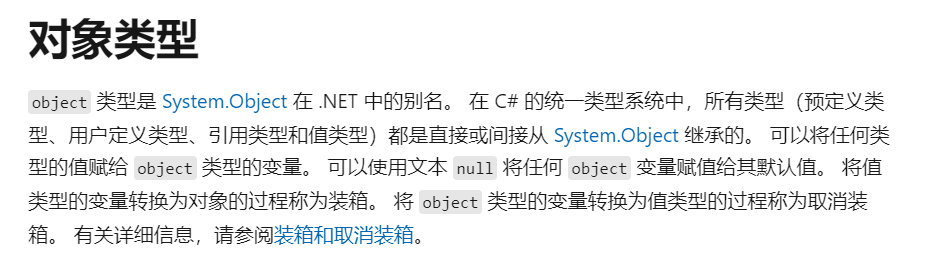 对象类型
object 类型是 System.Object 在 .NET 中的别名。 在 C# 的统一类型系统中，所有类型（预定义类
型、用户定义类型、引用类型和值类型）都是直接或间接从 System.Object 继承的。 可以将任何类
型的值赋给 object 类型的变量。 可以使用文本 null 将任何 object 变量赋值给其默认值。 将值
类型的变量转换为对象的过程称为装箱。 将 object 类型的变量转换为值类型的过程称为取消装
箱。 有关详细信息，请参阅装箱和取消装箱。